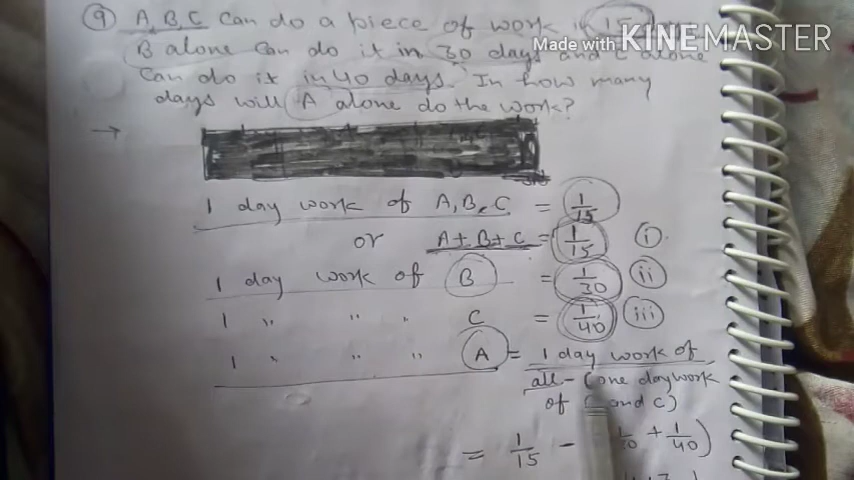 9 A, B, C can do a piece of work in 15
Made with KINEMASTER
B alone can do it in 30 days and C alone
can do it in 40 days. In how many
days will A alone do the work?
→
1 day work of A, B & C = 1/15
or A+B+C = 1/15 (i)
1 day work of B = 1/30 (ii)
1 " " " C = 1/40 (iii)
1 " " " A = 1 day work of
all - (one day work
of and C)
= 1/15 - + 1/40)